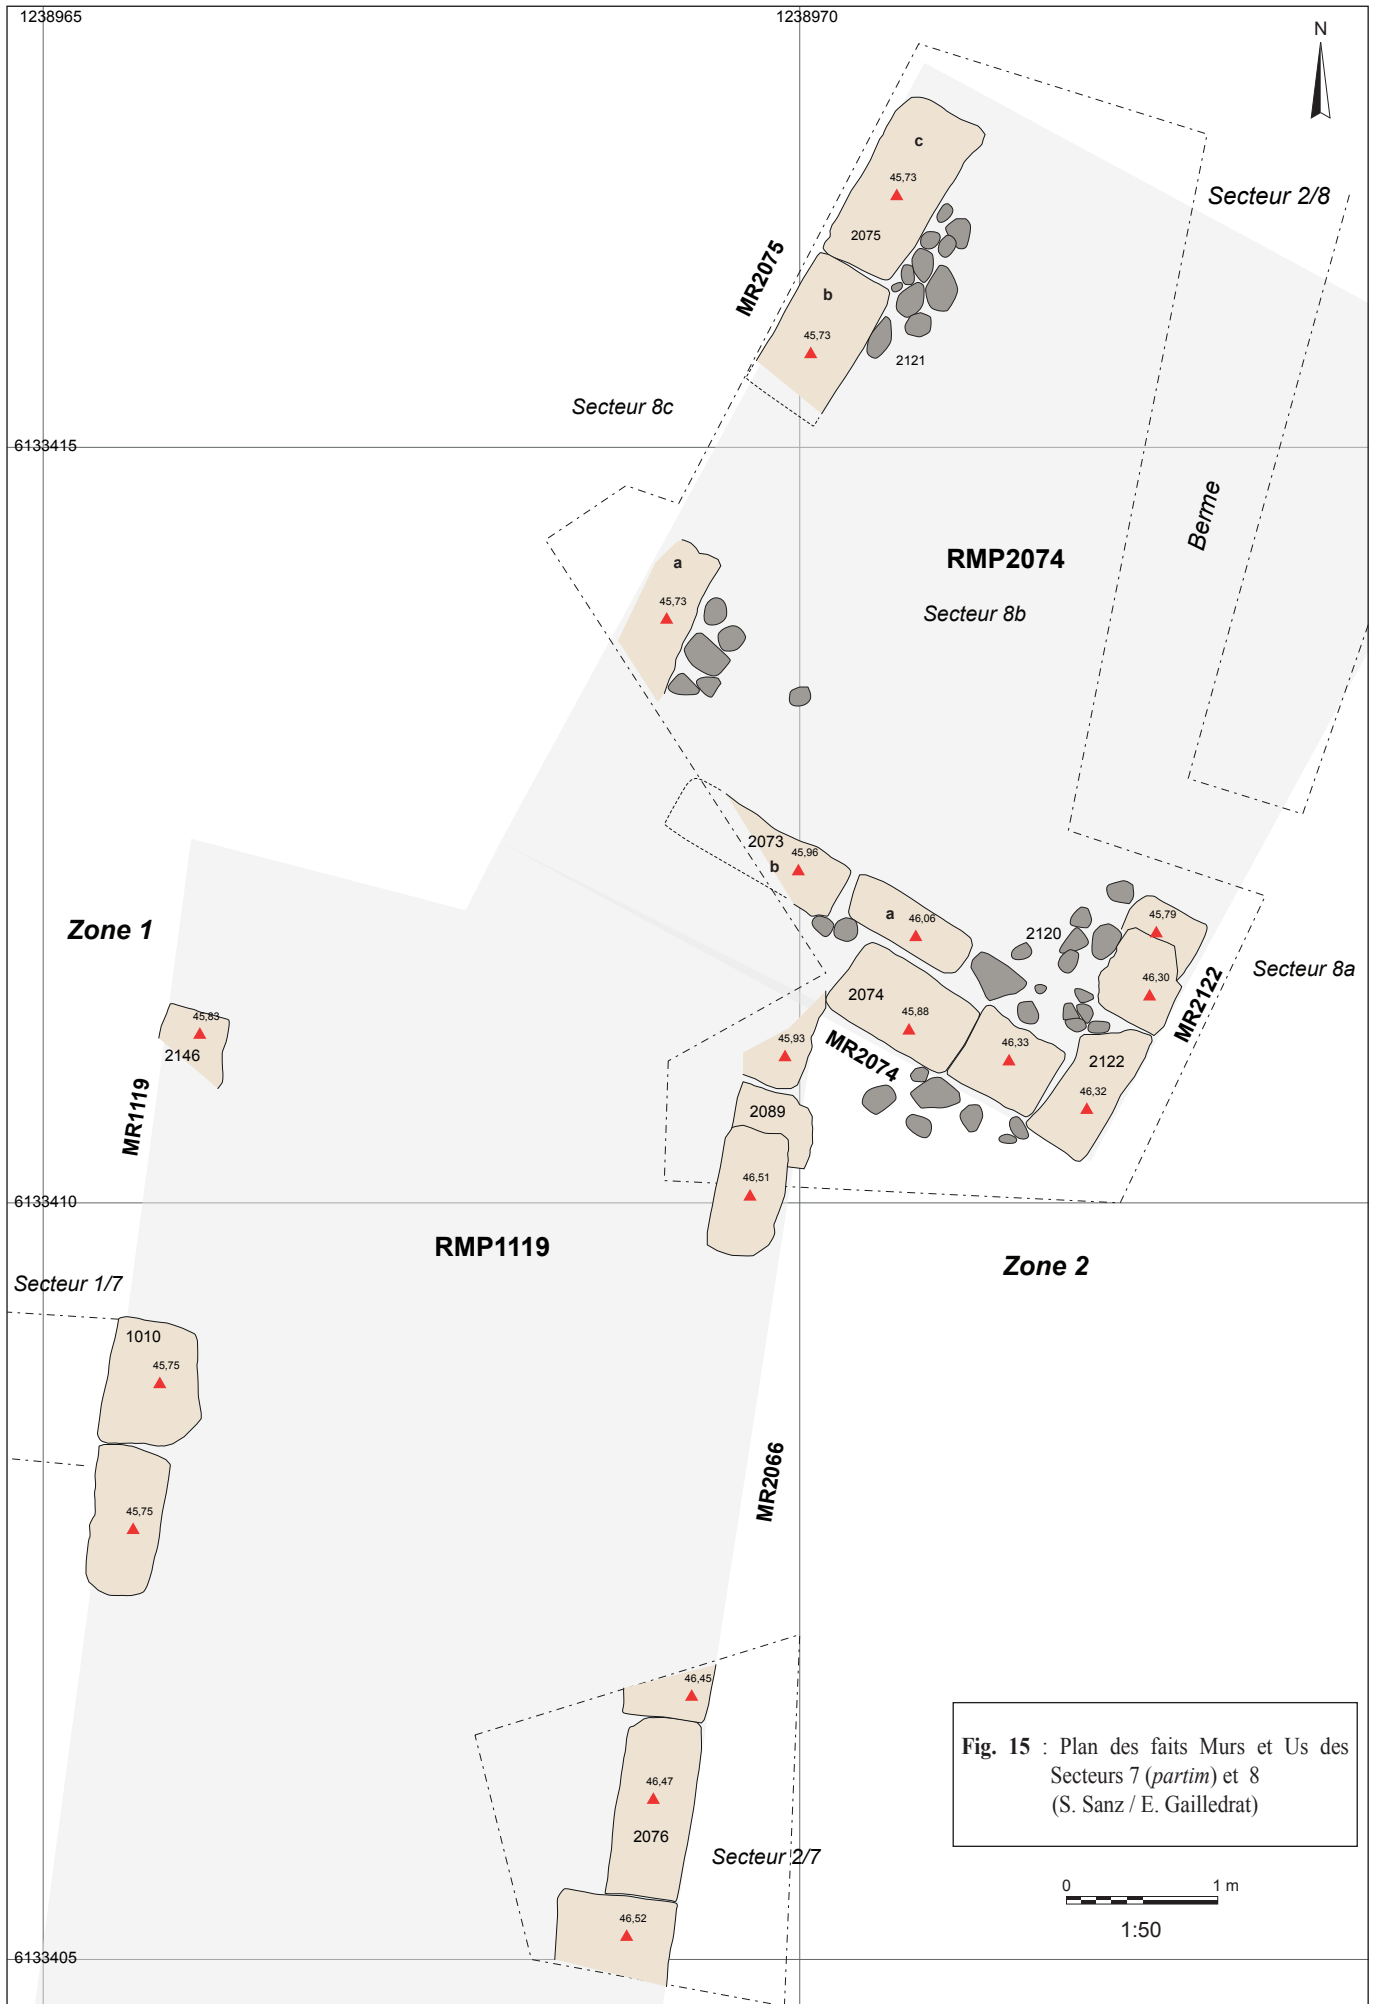 1238965
1238970
N
c
45,73
Secteur 2/8
2075
MR2075
b
45,73
2121
Secteur 8c
6133415
Berme
RMP2074
a
45,73
Secteur 8b
2073
45,96
b
a
46,06
45,79
2120
Zone 1
Secteur 8a
46,30
2074
MR2122
45,83
45,88
2146
45,93
MR2074
46,33
2122
46,32
MR1119
2089
46,51
6133410
RMP1119
Zone 2
Secteur 1/7
1010
45,75
MR2066
45,75
46,45
46,47
2076
Secteur 2/7
46,52
Fig. 15 : Plan des faits Murs et Us des
Secteurs 7 (partim) et 8
(S. Sanz / E. Gailledrat)
0 1 m
1:50
6133405